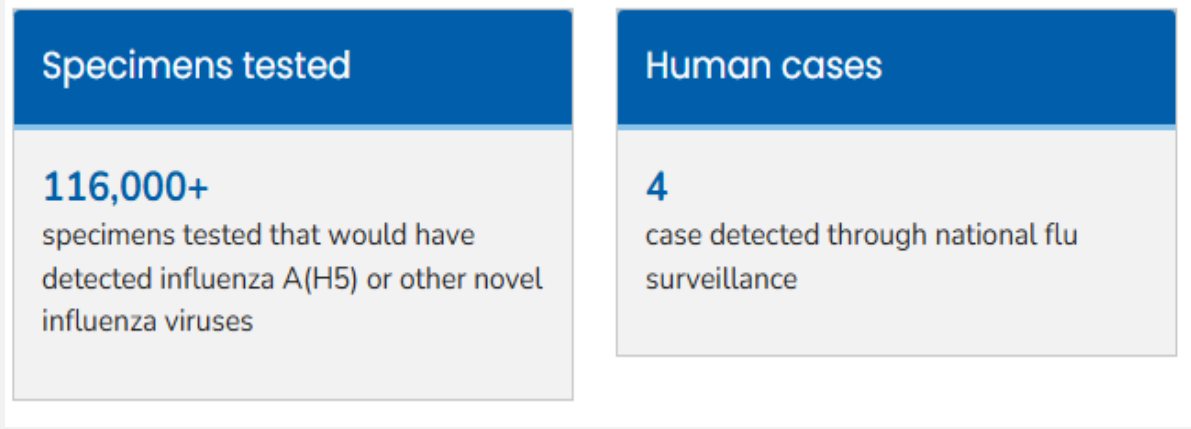 Specimens tested
116,000+
specimens tested that would have
detected influenza A(H5) or other novel
influenza viruses
Human cases
4
case detected through national flu
surveillance